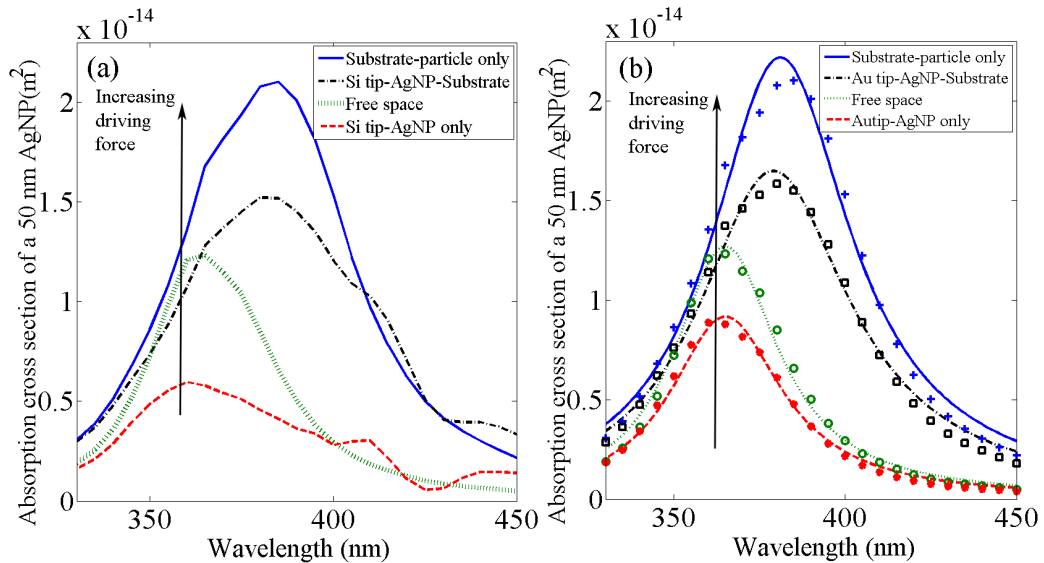 x 10⁻¹⁴
(a)
Substrate-particle only
Si tip-AgNP-Substrate
Free space
Si tip-AgNP only
Increasing
driving
force
Absorption cross section of a 50 nm AgNP(m²)
2
1.5
1
0.5
0
350
400
450
Wavelength (nm)
x 10⁻¹⁴
(b)
Substrate-particle only
Au tip-AgNP-Substrate
Free space
Autip-AgNP only
Increasing
driving
force
Absorption cross section of a 50 nm AgNP(m²)
2
1.5
1
0.5
0
350
400
450
Wavelength (nm)